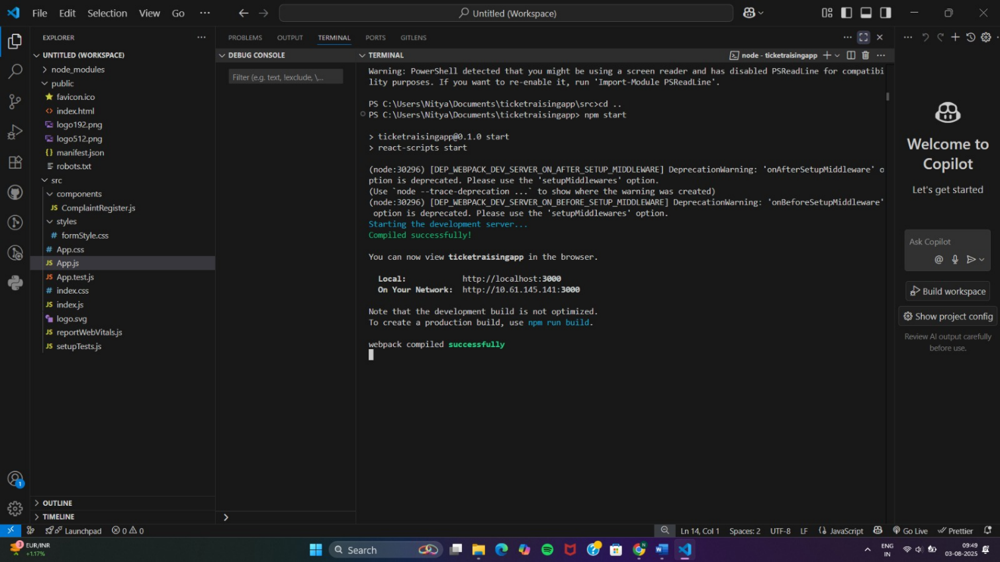 File Edit Selection View Go ···
Untitled (Workspace)
EXPLORER ···
UNTITLED (WORKSPACE)
node_modules
public
favicon.ico
<> index.html
logo192.png
logo512.png
{} manifest.json
robots.txt
src
components
JS ComplaintRegister.js
styles
# formStyle.css
# App.css
JS App.js
JS App.test.js
# index.css
JS index.js
logo.svg
JS reportWebVitals.js
JS setupTests.js
OUTLINE
TIMELINE
PROBLEMS OUTPUT TERMINAL PORTS GITLENS
DEBUG CONSOLE
Filter (e.g. text, !exclude, \...
TERMINAL
node - ticketraisingapp
Warning: PowerShell detected that you might be using a screen reader and has disabled PSReadLine for compatibi
lity purposes. If you want to re-enable it, run 'Import-Module PSReadLine'.
PS C:\Users\Nitya\Documents\ticketraisingapp\src>cd ..
PS C:\Users\Nitya\Documents\ticketraisingapp> npm start
> ticketraisingapp@0.1.0 start
> react-scripts start
(node:30296) [DEP_WEBPACK_DEV_SERVER_ON_AFTER_SETUP_MIDDLEWARE] DeprecationWarning: 'onAfterSetupMiddleware' o
ption is deprecated. Please use the 'setupMiddlewares' option.
(Use `node --trace-deprecation ...` to show where the warning was created)
(node:30296) [DEP_WEBPACK_DEV_SERVER_ON_BEFORE_SETUP_MIDDLEWARE] DeprecationWarning: 'onBeforeSetupMiddleware'
option is deprecated. Please use the 'setupMiddlewares' option.
Starting the development server...
Compiled successfully!
You can now view ticketraisingapp in the browser.
Local: http://localhost:3000
On Your Network: http://10.61.145.141:3000
Note that the development build is not optimized.
To create a production build, use npm run build.
webpack compiled successfully
Welcome to
Copilot
Let's get started
Ask Copilot
Build workspace
Show project config
Review AI output carefully
before use.
1
Launchpad 0 0
Ln 14, Col 1 Spaces: 2 UTF-8 LF JavaScript Go Live Prettier
3
EUR/INR
+1.17%
Search
ENG
IN
09:49
03-08-2025